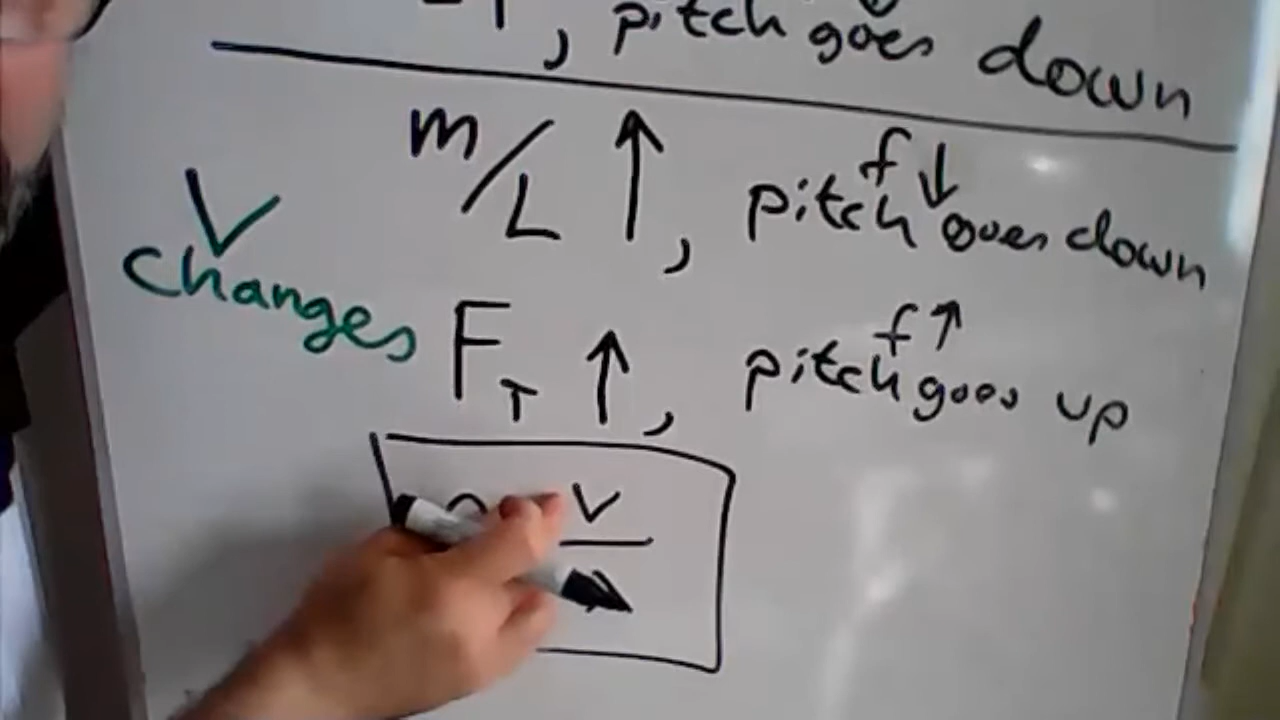 , pitch goes down
m/L ↑, f ↓ pitch goes down
V changes
F_T ↑, f ↑ pitch goes up
V